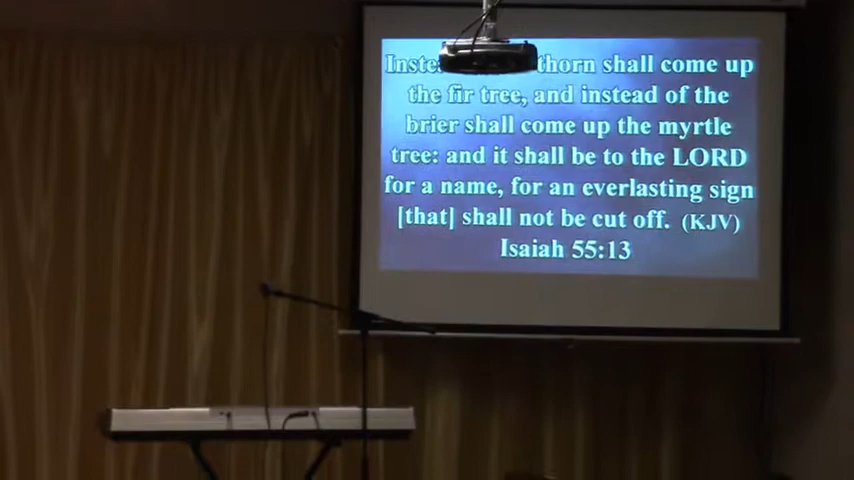 Inste thorn shall come up
the fir tree, and instead of the
brier shall come up the myrtle
tree: and it shall be to the LORD
for a name, for an everlasting sign
[that] shall not be cut off. (KJV)
Isaiah 55:13